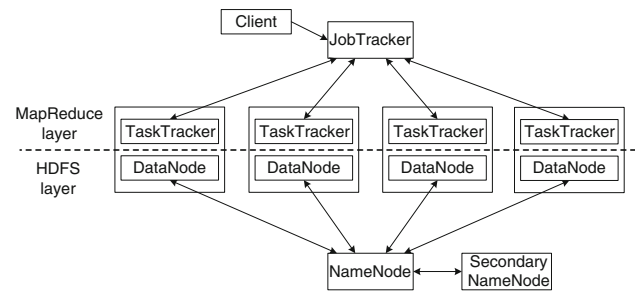 Client
JobTracker
MapReduce
layer
TaskTracker
TaskTracker
TaskTracker
TaskTracker
HDFS
layer
DataNode
DataNode
DataNode
DataNode
NameNode
Secondary
NameNode